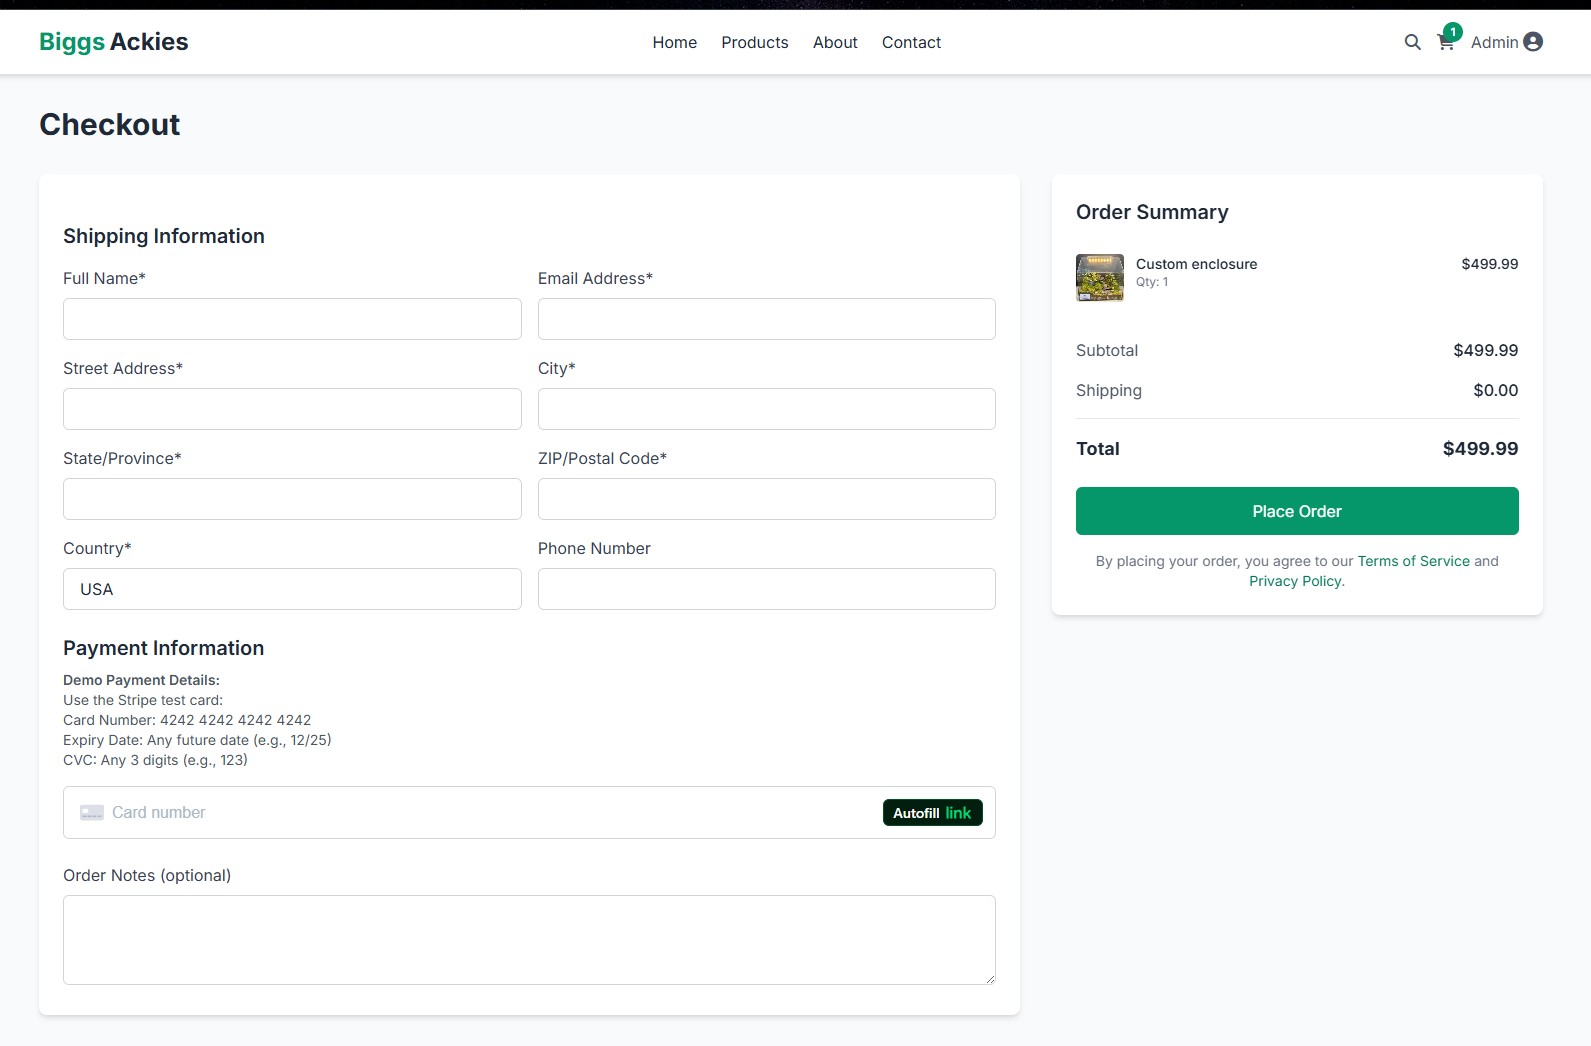 Biggs Ackies
Home Products About Contact
1
Admin
Checkout
Shipping Information
Full Name*
Email Address*
Street Address*
City*
State/Province*
ZIP/Postal Code*
Country*
Phone Number
USA
Payment Information
Demo Payment Details:
Use the Stripe test card:
Card Number: 4242 4242 4242 4242
Expiry Date: Any future date (e.g., 12/25)
CVC: Any 3 digits (e.g., 123)
Card number
Autofill link
Order Notes (optional)
Order Summary
Custom enclosure $499.99
Qty: 1
Subtotal $499.99
Shipping $0.00
Total $499.99
Place Order
By placing your order, you agree to our Terms of Service and
Privacy Policy.